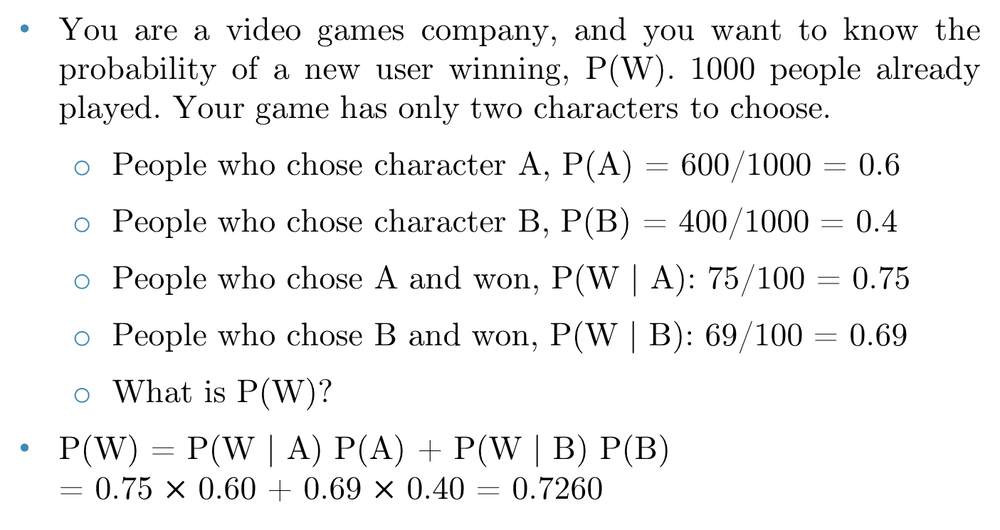 • You are a video games company, and you want to know the
probability of a new user winning, P(W). 1000 people already
played. Your game has only two characters to choose.
○ People who chose character A, P(A) = 600/1000 = 0.6
○ People who chose character B, P(B) = 400/1000 = 0.4
○ People who chose A and won, P(W | A): 75/100 = 0.75
○ People who chose B and won, P(W | B): 69/100 = 0.69
○ What is P(W)?
• P(W) = P(W | A) P(A) + P(W | B) P(B)
= 0.75 × 0.60 + 0.69 × 0.40 = 0.7260